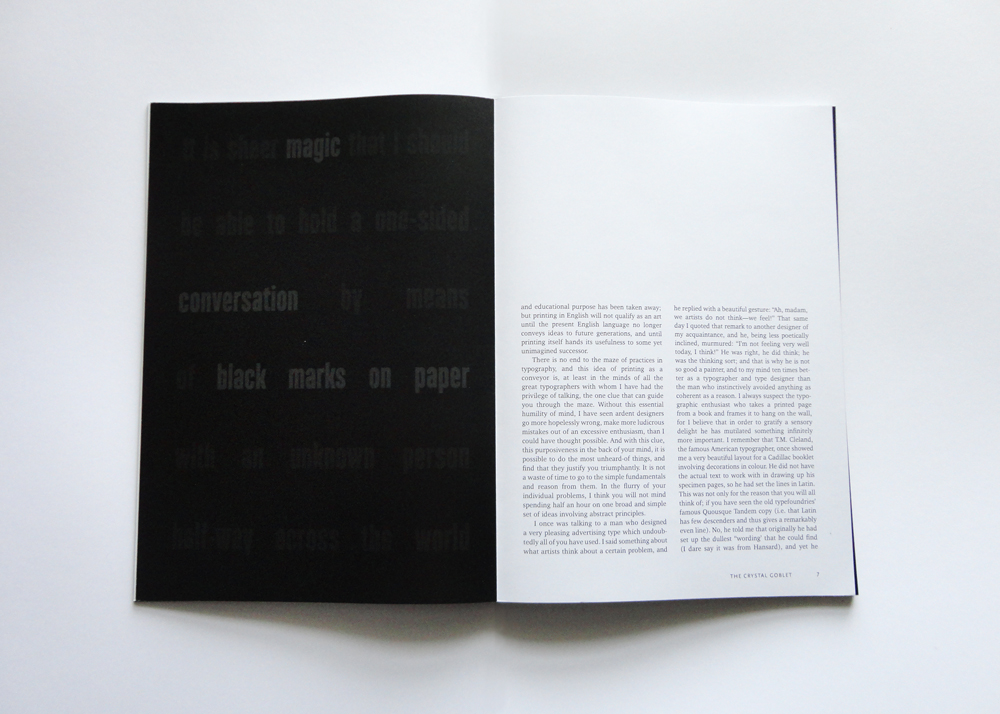 it is sheer magic that I should
be able to hold a one-sided
conversation by means
of black marks on paper
with an unknown person
halfway across the world
and educational purpose has been taken away;
but printing in English will not qualify as an art
until the present English language no longer
conveys ideas to future generations, and until
printing itself hands its usefulness to some yet
unimagined successor.
There is no end to the maze of practices in
typography, and this idea of printing as a
conveyor is, at least in the minds of all the
great typographers with whom I have had the
privilege of talking, the one clue that can guide
you through the maze. Without this essential
humility of mind, I have seen ardent designers
go more hopelessly wrong, make more ludicrous
mistakes out of an excessive enthusiasm, than I
could have thought possible. And with this clue,
this purposiveness in the back of your mind, it is
possible to do the most unheard-of things, and
find that they justify you triumphantly. It is not
a waste of time to go to the simple fundamentals
and reason from them. In the flurry of your
individual problems, I think you will not mind
spending half an hour on one broad and simple
set of ideas involving abstract principles.
I once was talking to a man who designed
a very pleasing advertising type which undoub-
tedly all of you have used. I said something about
what artists think about a certain problem, and
he replied with a beautiful gesture: "Ah, madam,
we artists do not think—we feel!" That same
day I quoted that remark to another designer of
my acquaintance, and he, being less poetically
inclined, murmured: "I'm not feeling very well
today, I think!" He was right, he did think; he
was the thinking sort; and that is why he is not
so good a painter, and to my mind ten times bet-
ter as a typographer and type designer than
the man who instinctively avoided anything as
coherent as a reason. I always suspect the typo-
graphic enthusiast who takes a printed page
from a book and frames it to hang on the wall,
for I believe that in order to gratify a sensory
delight he has mutilated something infinitely
more important. I remember that T.M. Cleland,
the famous American typographer, once showed
me a very beautiful layout for a Cadillac booklet
involving decorations in colour. He did not have
the actual text to work with in drawing up his
specimen pages, so he had set the lines in Latin.
This was not only for the reason that you will all
think of; if you have seen the old typefoundries'
famous Quousque Tandem copy (i.e. that Latin
has few descenders and thus gives a remarkably
even line). No, he told me that originally he had
set up the dullest "wording" that he could find
(I dare say it was from Hansard), and yet he
THE CRYSTAL GOBLET 7